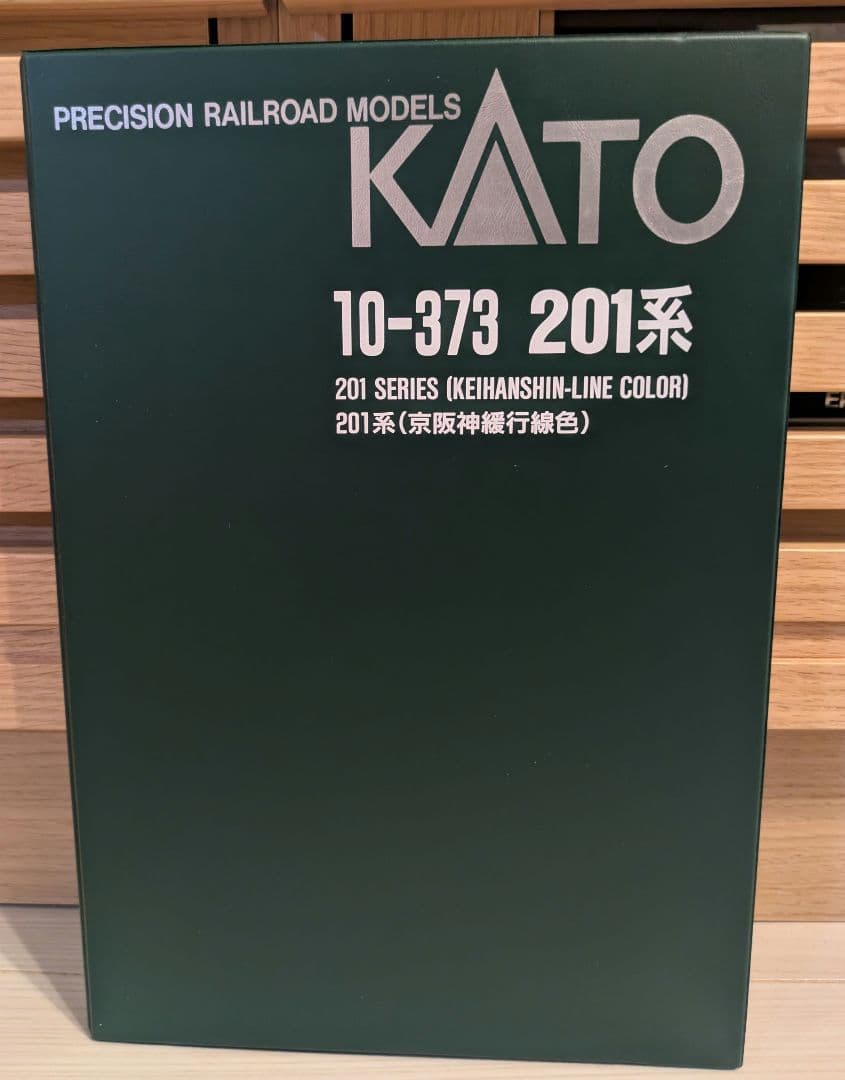 PRECISION RAILROAD MODELS
KATO
10-373 201系
201 SERIES (KEIHANSHIN-LINE COLOR)
201系(京阪神緩行線色)